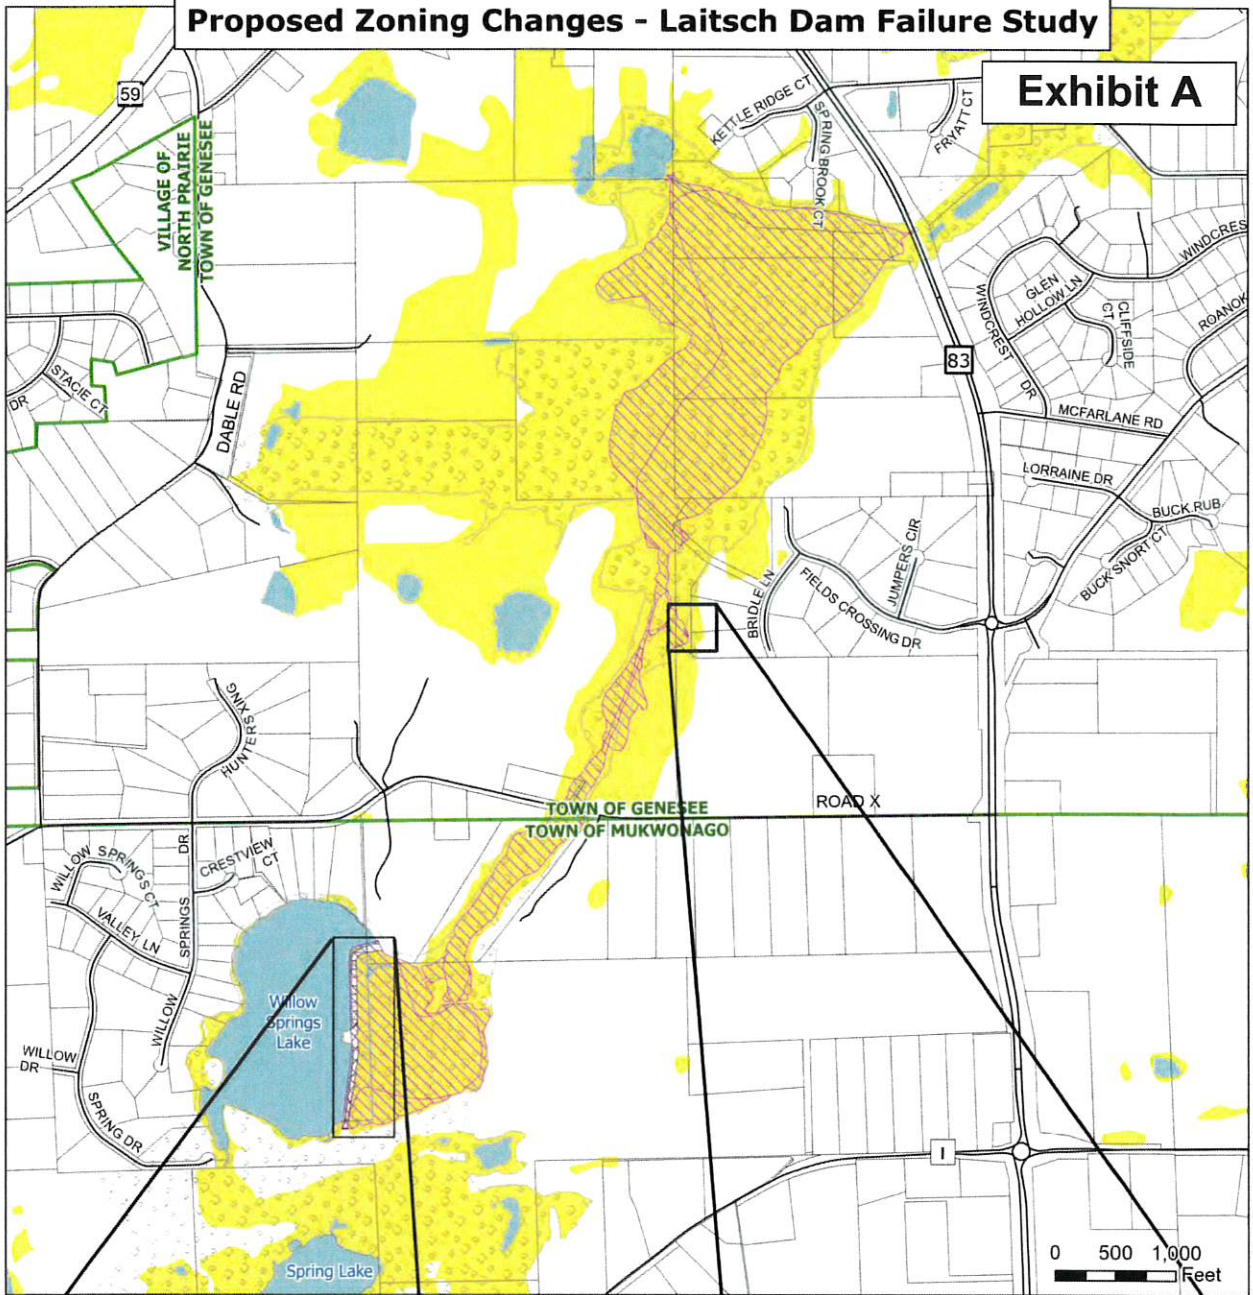 Proposed Zoning Changes - Laitsch Dam Failure Study
Exhibit A
59
VILLAGE OF
NORTH PRAIRIE
TOWN OF GENESEE
KETTLE RIDGE CT
SPRING BROOK CT
FRYATT CT
WINDCRES
GLEN
HOLLOW LN
CLIFFSIDE
CT
ROANOK
WINDCREST
DR
83
MCFARLANE RD
STACIE CT
DR
DABLE RD
LORRAINE DR
BUCK RUB
BUCK SNORT CT
JUMPERS CIR
BRIDLE LN
FIELDS CROSSING DR
HUNTERS
XING
ROAD X
TOWN OF GENESEE
TOWN OF MUKWONAGO
WILLOW SPRINGS CT
CRESTVIEW
CT
VALLEY LN
WILLOW SPRINGS DR
Willow
Springs
Lake
WILLOW
DR
SPRING DR
I
Spring Lake
0 500 1,000
Feet